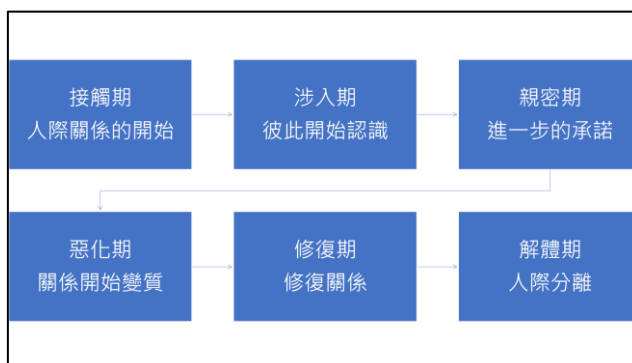 接觸期
人際關係的開始
涉入期
彼此開始認識
親密期
進一步的承諾
惡化期
關係開始變質
修復期
修復關係
解體期
人際分離